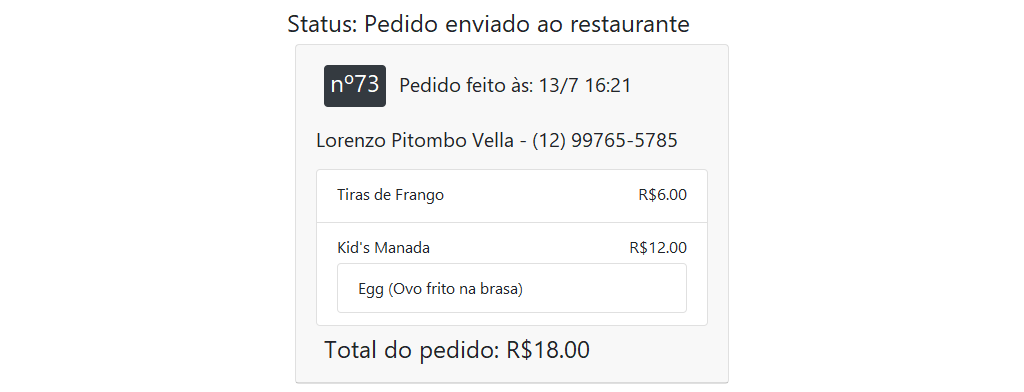 Status: Pedido enviado ao restaurante
nº73 Pedido feito às: 13/7 16:21
Lorenzo Pitombo Vella - (12) 99765-5785
Tiras de Frango R$6.00
Kid's Manada R$12.00
Egg (Ovo frito na brasa)
Total do pedido: R$18.00